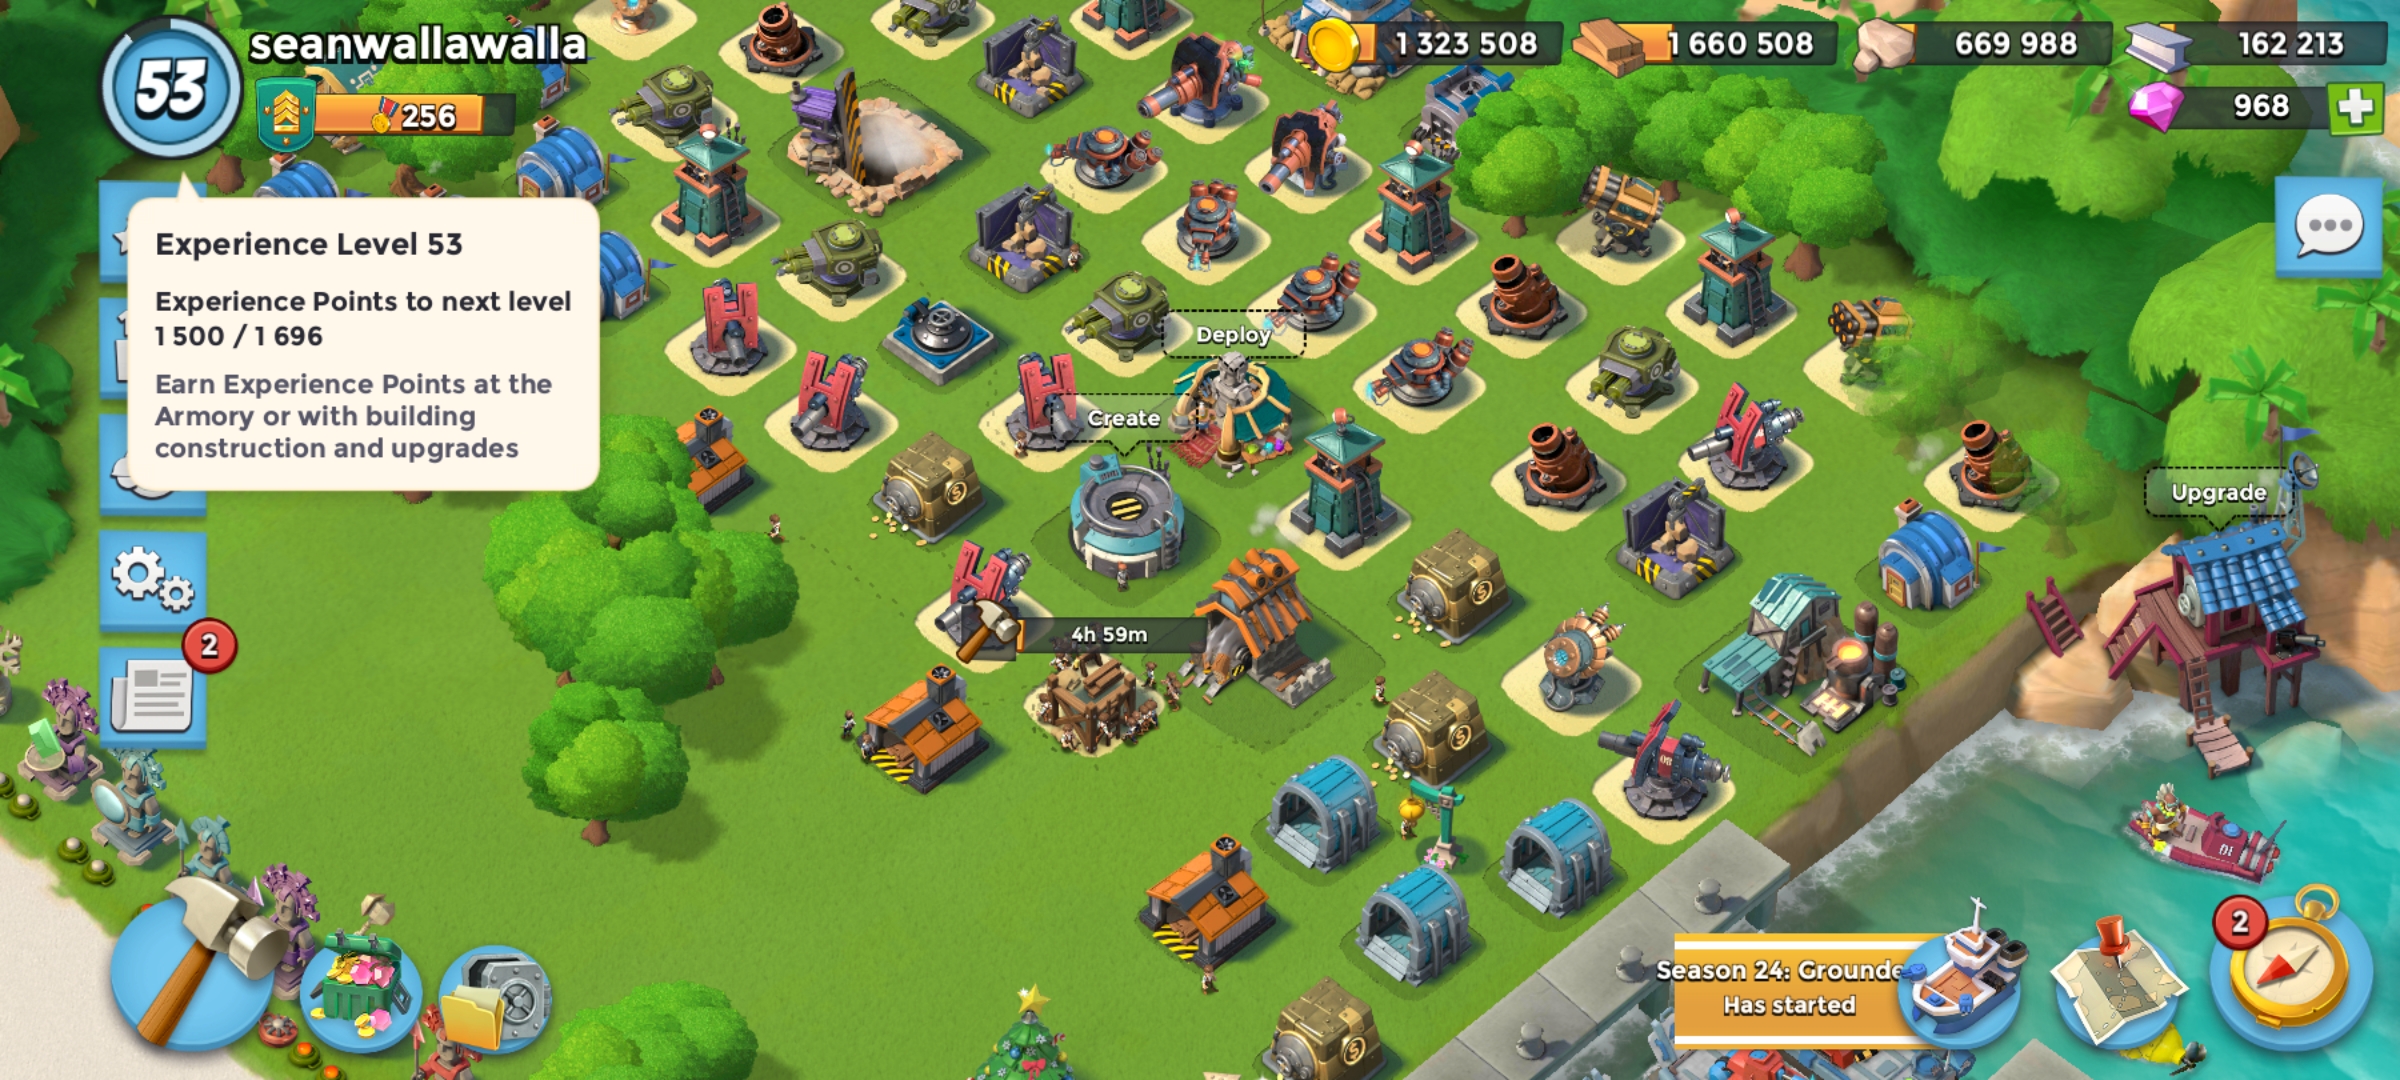 53
seanwallawalla
256
1 323 508
1 660 508
669 988
162 213
968
Experience Level 53
Experience Points to next level
1 500 / 1 696
Earn Experience Points at the
Armory or with building
construction and upgrades
Deploy
Create
Upgrade
4h 59m
2
08
01
Season 24: Grounde
Has started
2